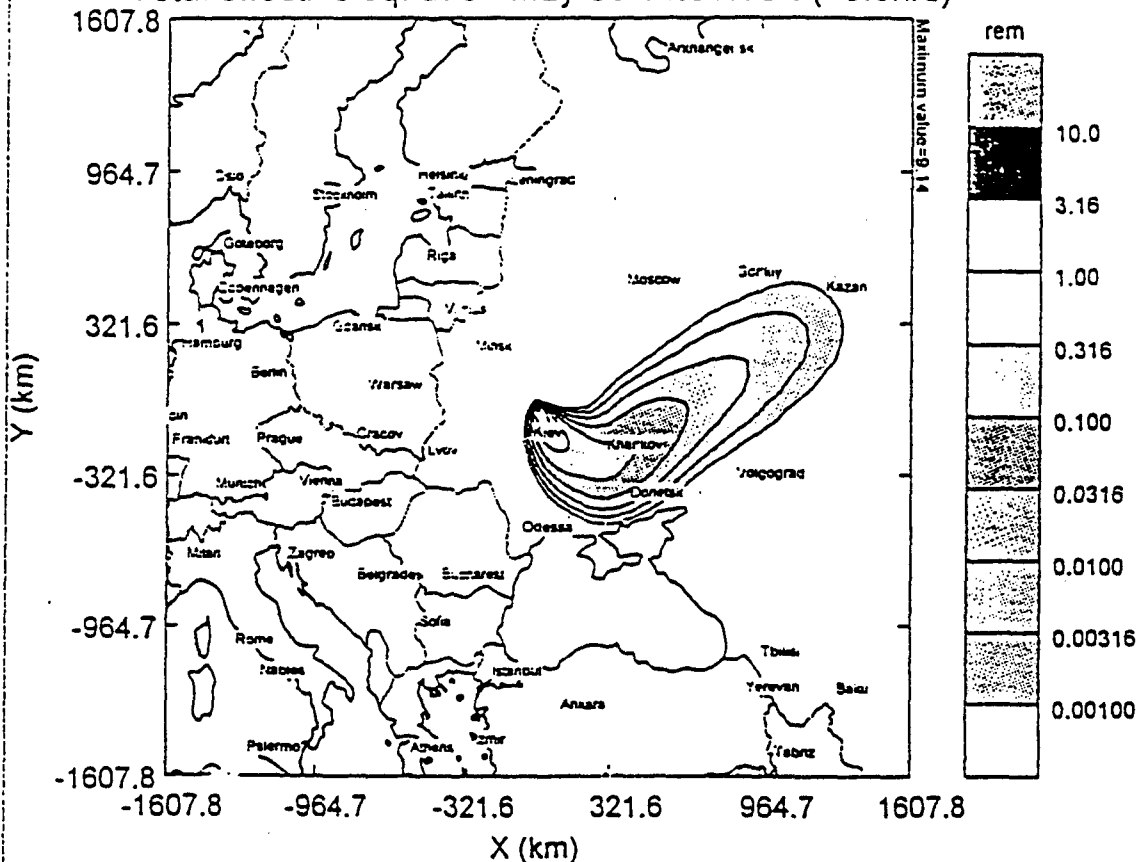 rem
1607.8
964.7
321.6
-321.6
-964.7
-1607.8
Y (km)
-1607.8
-964.7
-321.6
321.6
964.7
1607.8
X (km)
Maximum value=9.14
10.0
3.16
1.00
0.316
0.100
0.0316
0.0100
0.00316
0.00100
Oslo
Stockholm
Leningrad
Goteborg
Riga
Moscow
Kazan
Copenhagen
Gdansk
Hamburg
Minsk
Berlin
Warsaw
Kiev
Kharkov
Frankfurt
Prague
Cracov
Lvov
Volgograd
Munich
Vienna
Budapest
Donetsk
Odessa
Milan
Zagreb
Belgrade
Bucharest
Sofia
Rome
Naples
Istanbul
Tbilisi
Yerevan
Baku
Ankara
Palermo
Athens
Izmir
Tabriz